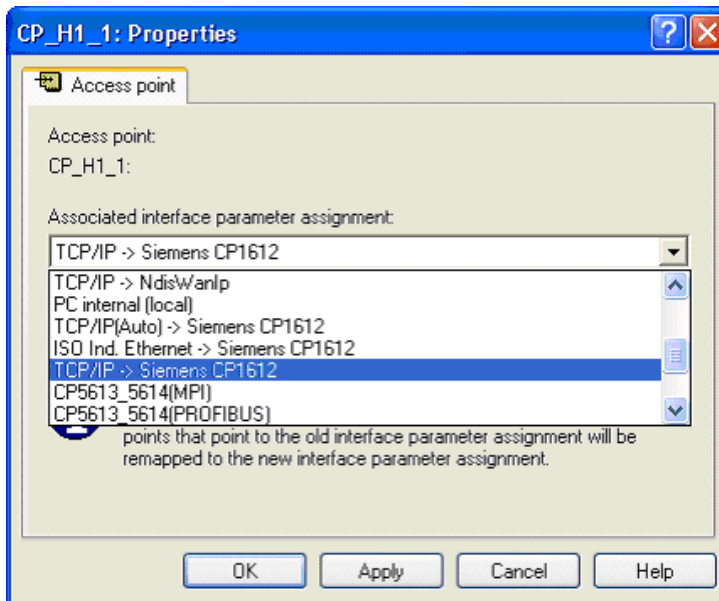 CP_H1_1: Properties
Access point
Access point:
CP_H1_1:
Associated interface parameter assignment:
TCP/IP -> Siemens CP1612
TCP/IP -> NdisWanIp
PC internal (local)
TCP/IP(Auto) -> Siemens CP1612
ISO Ind. Ethernet -> Siemens CP1612
TCP/IP -> Siemens CP1612
CP5613_5614(MPI)
CP5613_5614(PROFIBUS)
points that point to the old interface parameter assignment will be
remapped to the new interface parameter assignment.
OK Apply Cancel Help